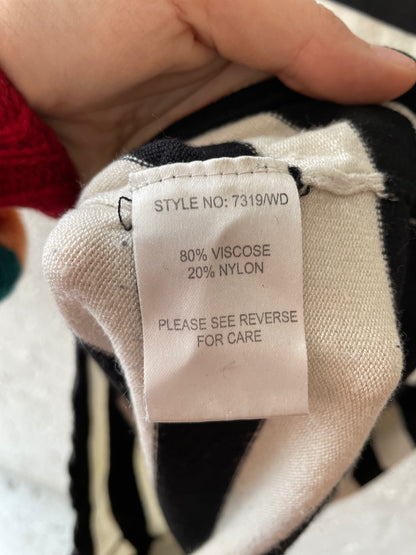 STYLE NO: 7319/WD
80% VISCOSE
20% NYLON
PLEASE SEE REVERSE
FOR CARE